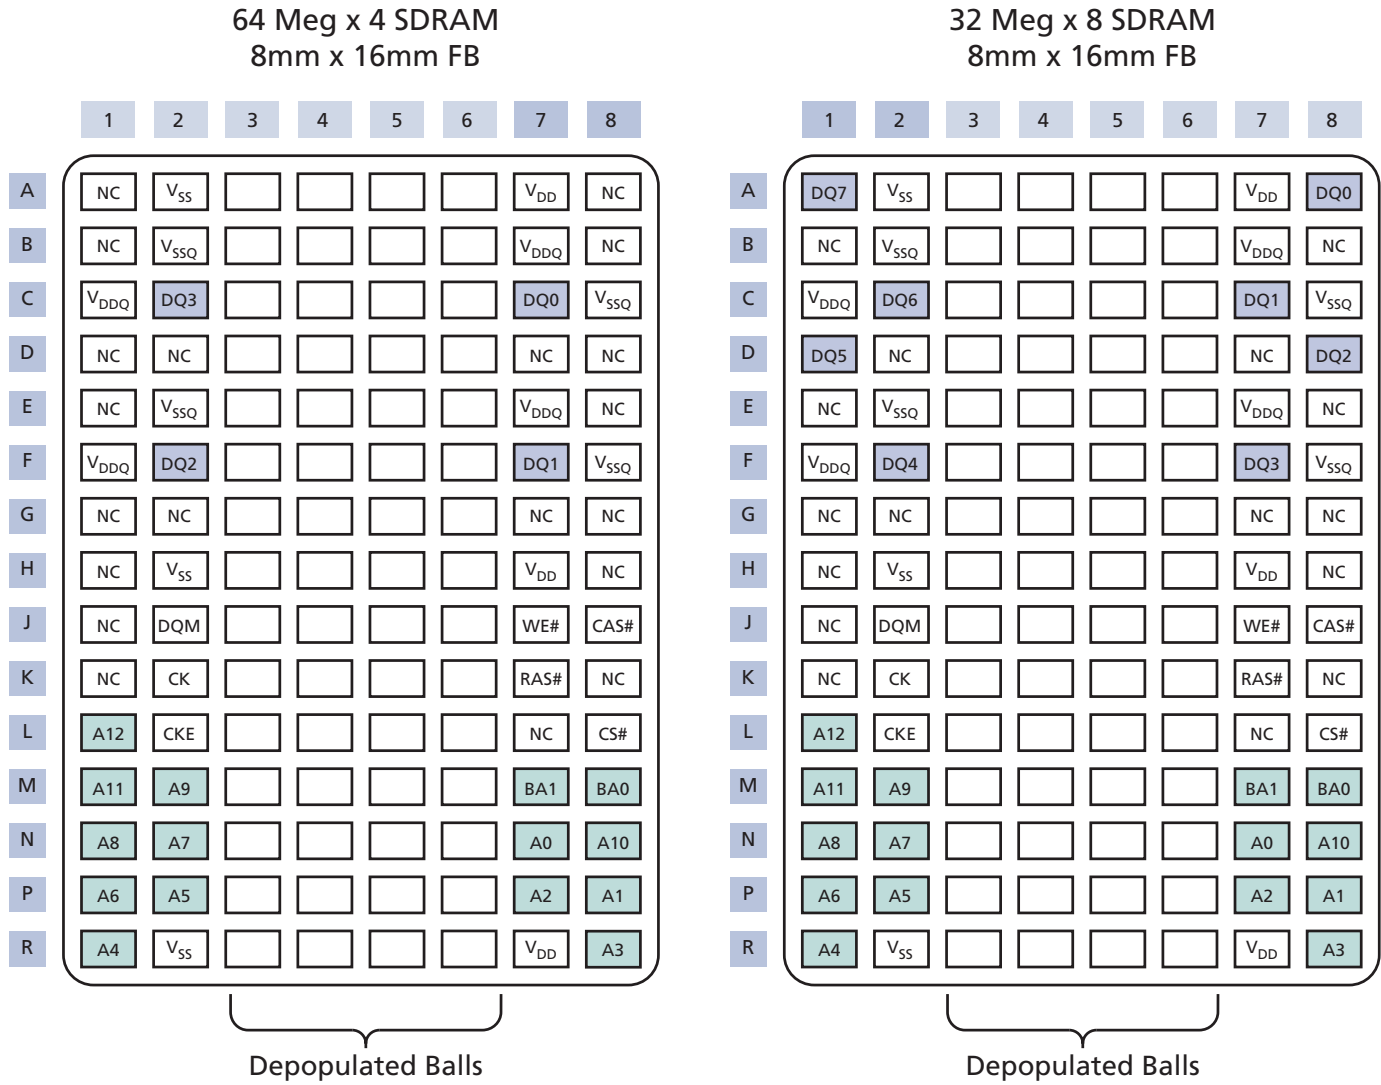 64 Meg x 4 SDRAM
8mm x 16mm FB
1 2 3 4 5 6 7 8
A NC VSS VDD NC
B NC VSSQ VDDQ NC
C VDDQ DQ3 DQ0 VSSQ
D NC NC NC NC
E NC VSSQ VDDQ NC
F VDDQ DQ2 DQ1 VSSQ
G NC NC NC NC
H NC VSS VDD NC
J NC DQM WE# CAS#
K NC CK RAS# NC
L A12 CKE NC CS#
M A11 A9 BA1 BA0
N A8 A7 A0 A10
P A6 A5 A2 A1
R A4 VSS VDD A3
Depopulated Balls
32 Meg x 8 SDRAM
8mm x 16mm FB
1 2 3 4 5 6 7 8
A DQ7 VSS VDD DQ0
B NC VSSQ VDDQ NC
C VDDQ DQ6 DQ1 VSSQ
D DQ5 NC NC DQ2
E NC VSSQ VDDQ NC
F VDDQ DQ4 DQ3 VSSQ
G NC NC NC NC
H NC VSS VDD NC
J NC DQM WE# CAS#
K NC CK RAS# NC
L A12 CKE NC CS#
M A11 A9 BA1 BA0
N A8 A7 A0 A10
P A6 A5 A2 A1
R A4 VSS VDD A3
Depopulated Balls